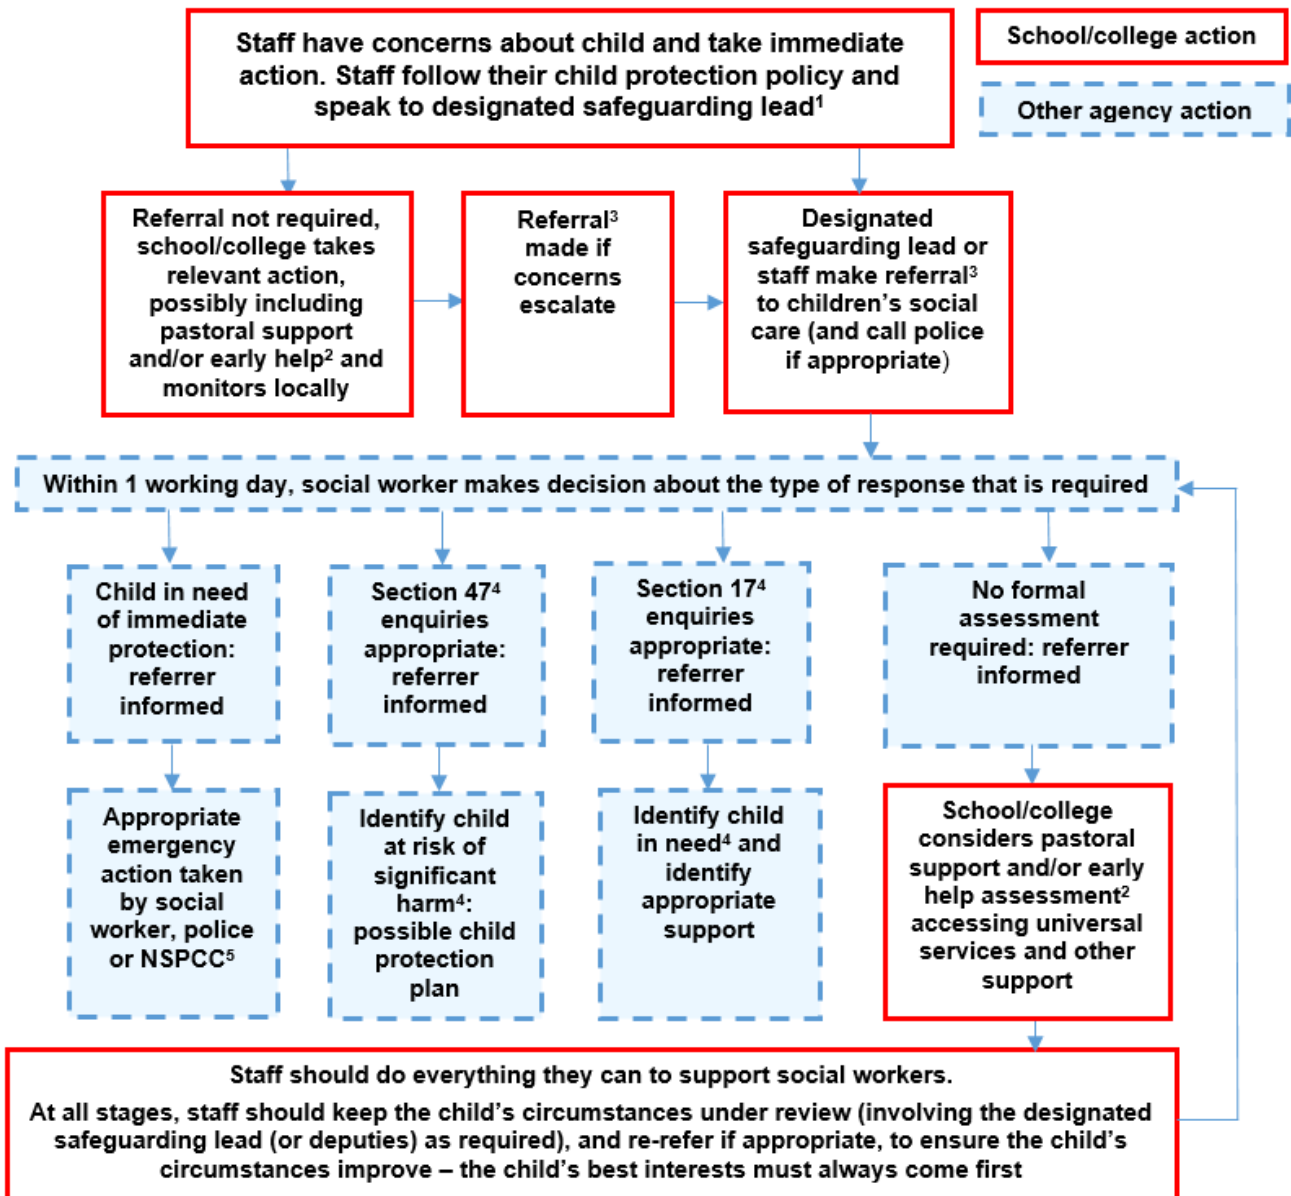 Staff have concerns about child and take immediate
action. Staff follow their child protection policy and
speak to designated safeguarding lead¹
School/college action
Other agency action
Referral not required,
school/college takes
relevant action,
possibly including
pastoral support
and/or early help² and
monitors locally
Referral³
made if
concerns
escalate
Designated
safeguarding lead or
staff make referral³
to children’s social
care (and call police
if appropriate)
Within 1 working day, social worker makes decision about the type of response that is required
Child in need
of immediate
protection:
referrer
informed
Section 47⁴
enquiries
appropriate:
referrer
informed
Section 17⁴
enquiries
appropriate:
referrer
informed
No formal
assessment
required: referrer
informed
Appropriate
emergency
action taken
by social
worker, police
or NSPCC⁵
Identify child
at risk of
significant
harm⁴:
possible child
protection
plan
Identify child
in need⁴ and
identify
appropriate
support
School/college
considers pastoral
support and/or early
help assessment²
accessing universal
services and other
support
Staff should do everything they can to support social workers.
At all stages, staff should keep the child’s circumstances under review (involving the designated
safeguarding lead (or deputies) as required), and re-refer if appropriate, to ensure the child’s
circumstances improve – the child’s best interests must always come first